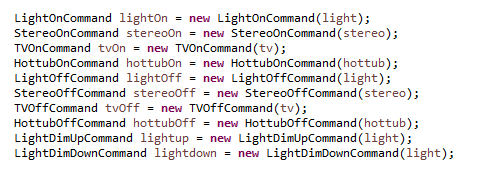 LightOnCommand lightOn = new LightOnCommand(light);
StereoOnCommand stereoOn = new StereoOnCommand(stereo);
TVOnCommand tvOn = new TVOnCommand(tv);
HottubOnCommand hottubOn = new HottubOnCommand(hottub);
LightOffCommand lightOff = new LightOffCommand(light);
StereoOffCommand stereoOff = new StereoOffCommand(stereo);
TVOffCommand tvOff = new TVOffCommand(tv);
HottubOffCommand hottubOff = new HottubOffCommand(hottub);
LightDimUpCommand lightup = new LightDimUpCommand(light);
LightDimDownCommand lightdown = new LightDimDownCommand(light);